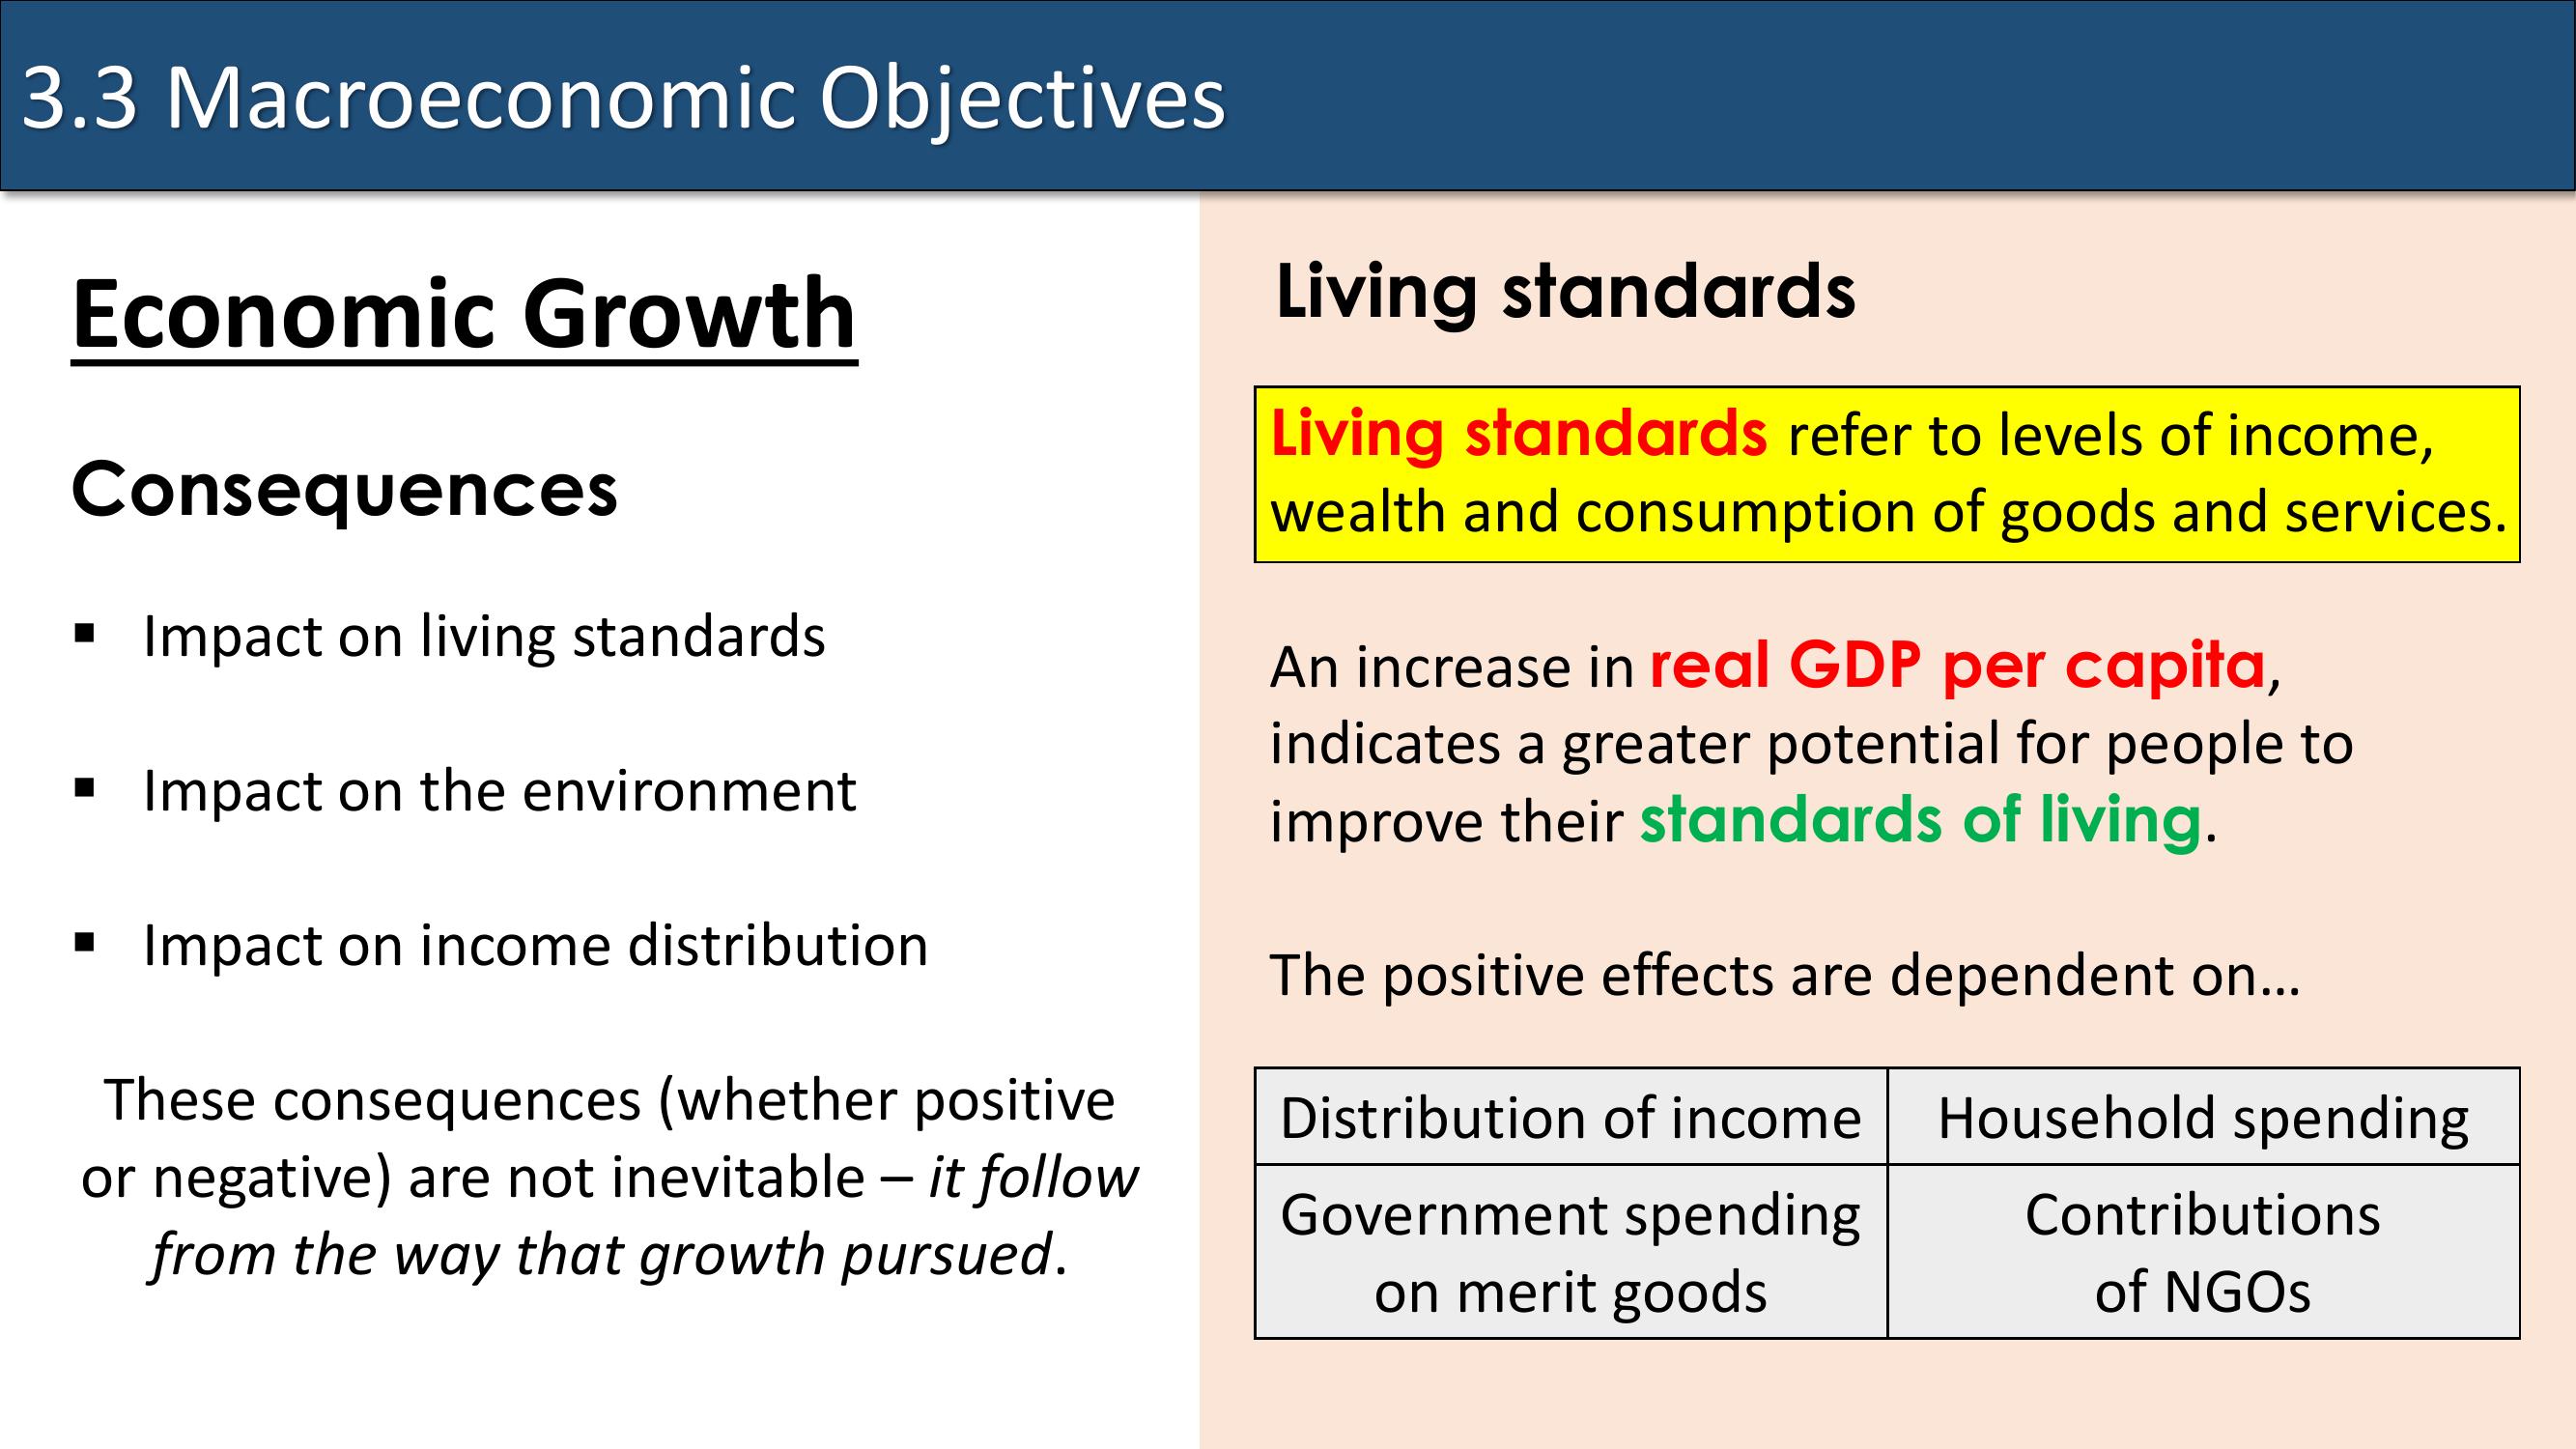 3.3 Macroeconomic Objectives
Economic Growth
Consequences
▪ Impact on living standards
▪ Impact on the environment
▪ Impact on income distribution
These consequences (whether positive
or negative) are not inevitable – it follow
from the way that growth pursued.
Living standards
Living standards refer to levels of income,
wealth and consumption of goods and services.
An increase in real GDP per capita,
indicates a greater potential for people to
improve their standards of living.
The positive effects are dependent on…
Distribution of income
Household spending
Government spending
on merit goods
Contributions
of NGOs